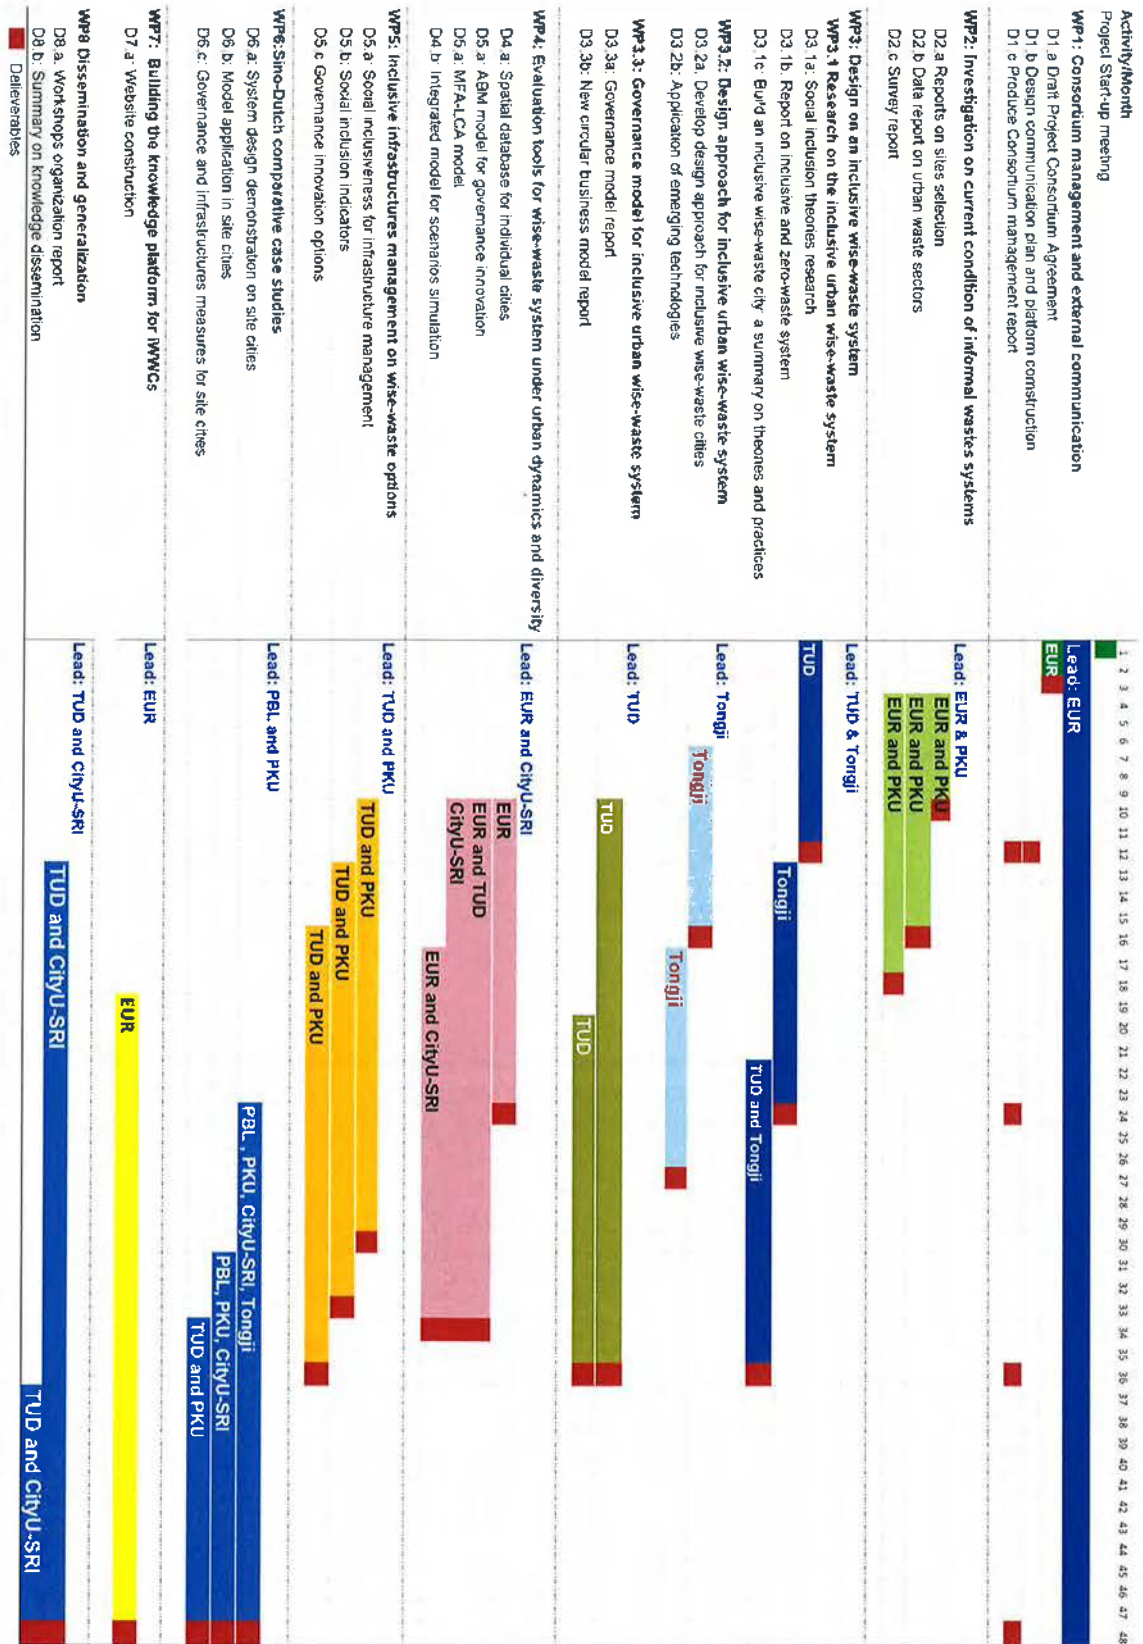 Activity/Month
1 2 3 4 5 6 7 8 9 10 11 12 13 14 15 16 17 18 19 20 21 22 23 24 25 26 27 28 29 30 31 32 33 34 35 36 37 38 39 40 41 42 43 44 45 46 47 48
Project Start-up meeting
WP1: Consortium management and external communication
Lead: EUR
D1.a Draft Project Consortium Agreement
EUR
D1.b Design communication plan and platform comstruction
D1.c Produce Consortium management report
WP2: Investigation on current condition of informal wastes systems
Lead: EUR & PKU
D2.a Reports on sites selection
EUR and PKU
D2.b Data report on urban waste sectors
EUR and PKU
D2.c Survey report
EUR and PKU
WP3: Design on an inclusive wise-waste system
Lead: TUD & Tongji
WP3.1 Research on the inclusive urban wise-waste system
D3.1a: Social inclusion theories research
TUD
D3.1b: Report on inclusive and zero-waste system
Tongji
D3.1c Build an inclusive wise-waste city: a summary on theories and practices
TUD and Tongji
WP3.2: Design approach for inclusive urban wise-waste system
Lead: Tongji
D3.2a. Develop design approach for inclusive wise-waste cities
Tongji
D3.2b: Application of emerging technologies
Tongji
WP3.3: Governance model for inclusive urban wise-waste system
Lead: TUD
D3.3a: Governance model report
TUD
D3.3b: New circular business model report
TUD
WP4: Evaluation tools for wise-waste system under urban dynamics and diversity
Lead: EUR and CityU-SRI
D4.a: Spatial database for individual cities
EUR
D5.a: ABM model for governance innovation
EUR and TUD
D6.a: MFA-LCA model
CityU-SRI
D4.b: Integrated model for scenarios simulation
EUR and CityU-SRI
WP5: Inclusive infrastructures management on wise-waste options
Lead: TUD and PKU
D5.a: Social inclusiveness for infrastructure management
TUD and PKU
D5.b: Social inclusion indicators
TUD and PKU
D5.c Governance innovation options
TUD and PKU
WP6:Sino-Dutch comparative case studies
Lead: PBL and PKU
D6.a: System design demonstration on site cities
PBL , PKU, CityU-SRI, Tongji
D6.b: Model application in site cities
PBL, PKU, CityU-SRI
D6.c: Governance and infrastructures measures for site cities
TUD and PKU
WP7: Building the knowledge platform for IWWCs
Lead: EUR
D7.a: Website construction
EUR
WP8 Dissemination and generalization
Lead: TUD and CityU-SRI
D8.a. Workshops organization report
TUD and CityU-SRI
D8.b: Summary on knowledge dissemination
TUD and CityU-SRI
Delieverables